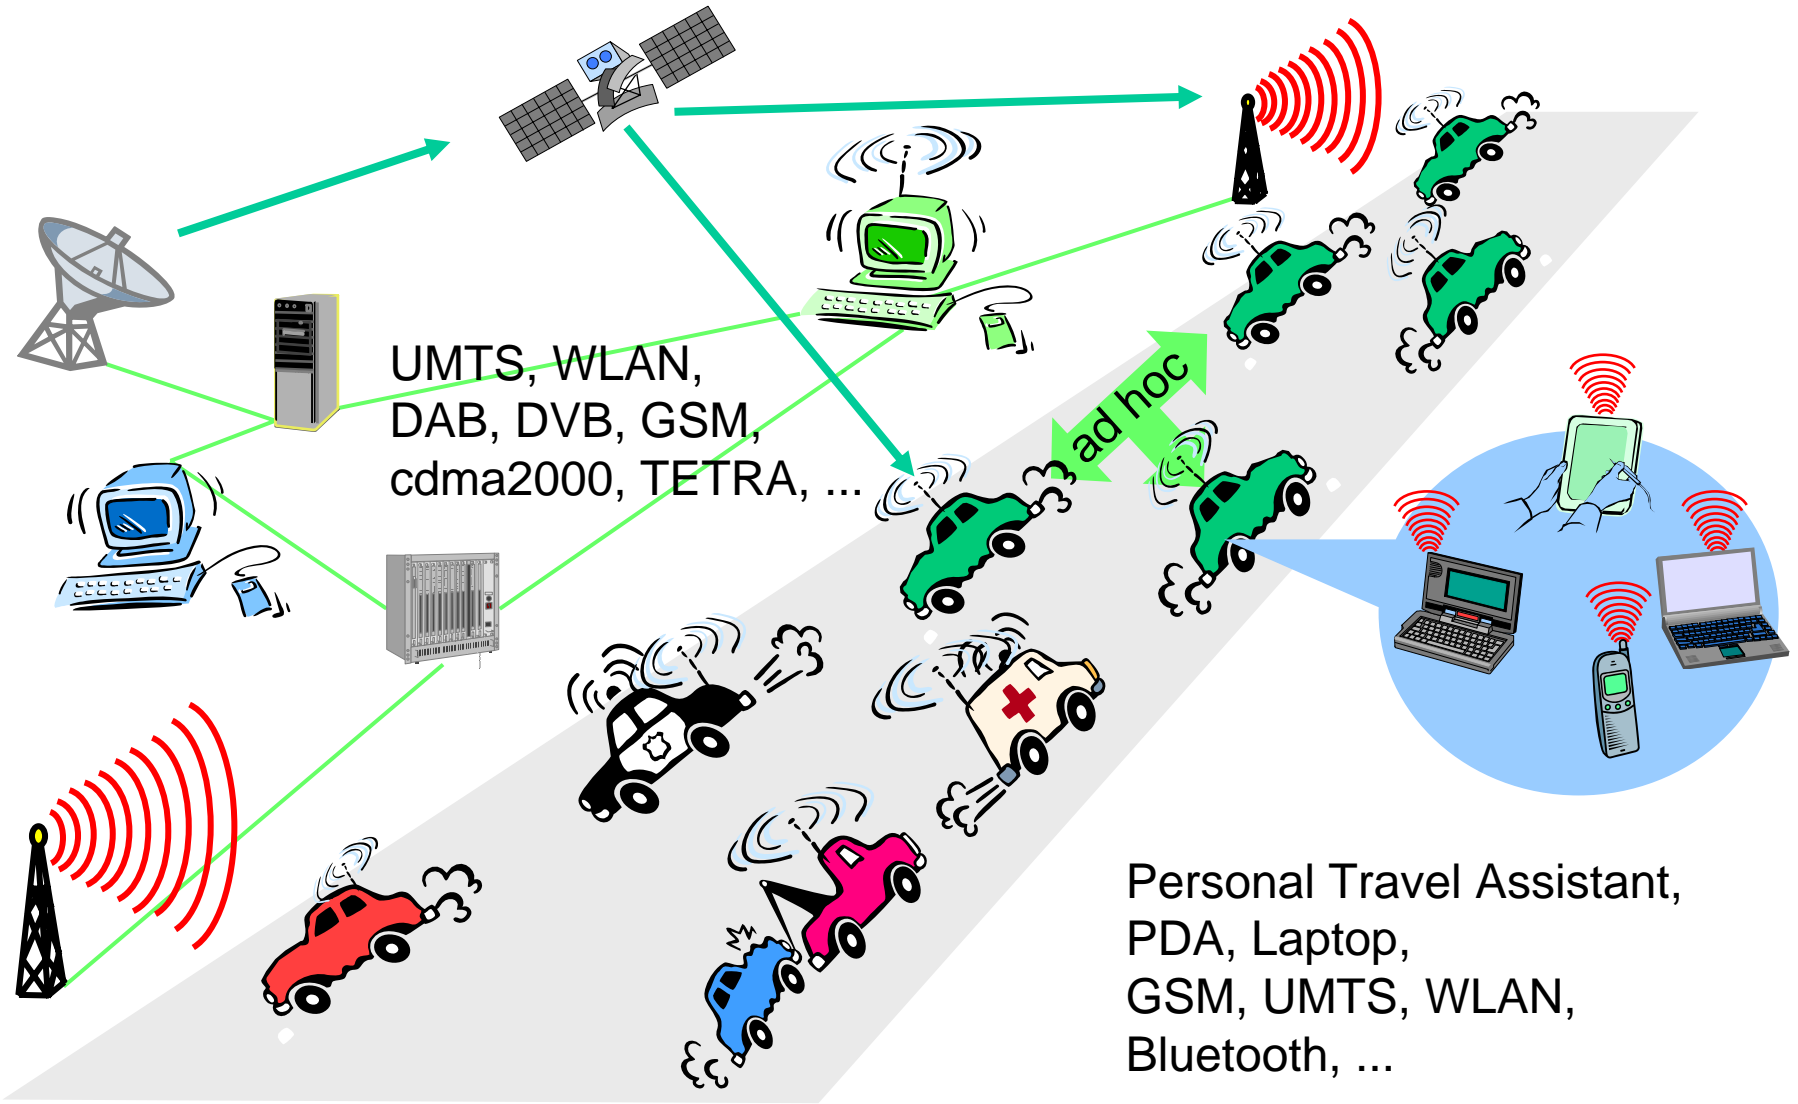 UMTS, WLAN,
DAB, DVB, GSM,
cdma2000, TETRA, ...
ad hoc
Personal Travel Assistant,
PDA, Laptop,
GSM, UMTS, WLAN,
Bluetooth, ...